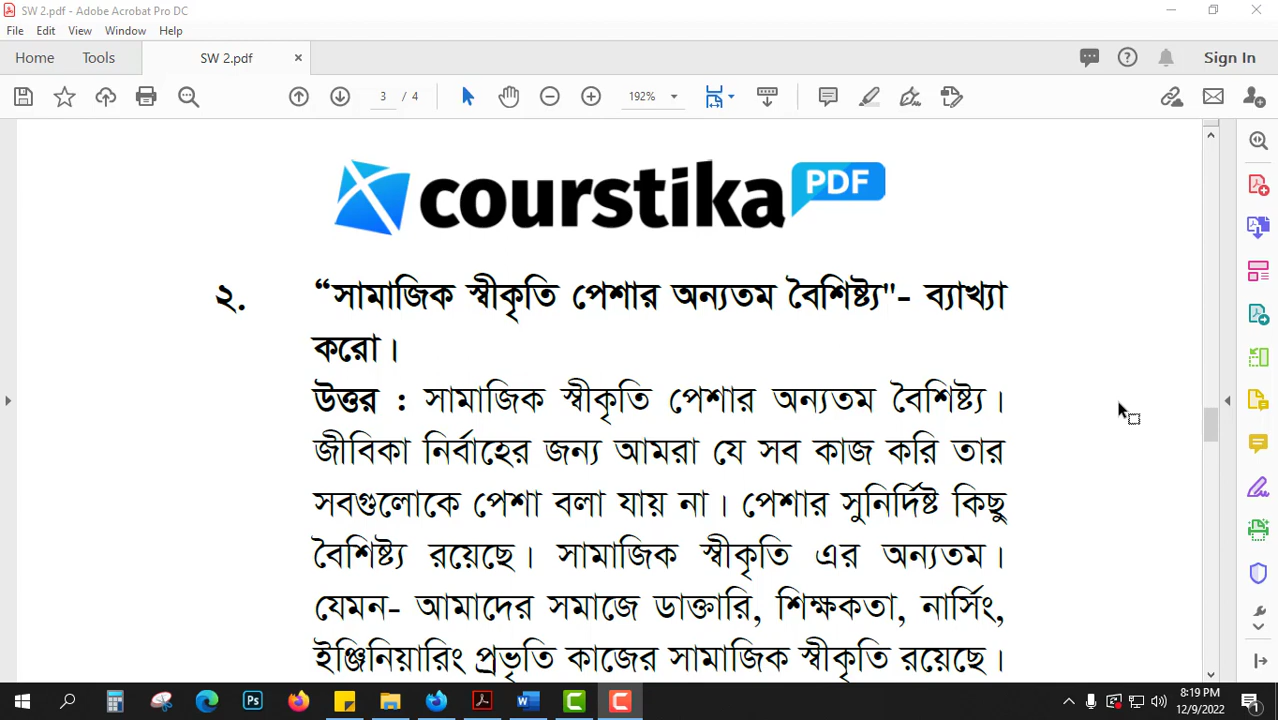 SW 2.pdf - Adobe Acrobat Pro DC
File Edit View Window Help
Home Tools SW 2.pdf × Sign In
3 / 4 192%
courstika PDF
২. “সামাজিক স্বীকৃতি পেশার অন্যতম বৈশিষ্ট্য"- ব্যাখ্যা
করো।
উত্তর : সামাজিক স্বীকৃতি পেশার অন্যতম বৈশিষ্ট্য।
জীবিকা নির্বাহের জন্য আমরা যে সব কাজ করি তার
সবগুলোকে পেশা বলা যায় না। পেশার সুনির্দিষ্ট কিছু
বৈশিষ্ট্য রয়েছে। সামাজিক স্বীকৃতি এর অন্যতম।
যেমন- আমাদের সমাজে ডাক্তারি, শিক্ষকতা, নার্সিং,
ইঞ্জিনিয়ারিং প্রভৃতি কাজের সামাজিক স্বীকৃতি রয়েছে।
Ps
8:19 PM
12/9/2022
1